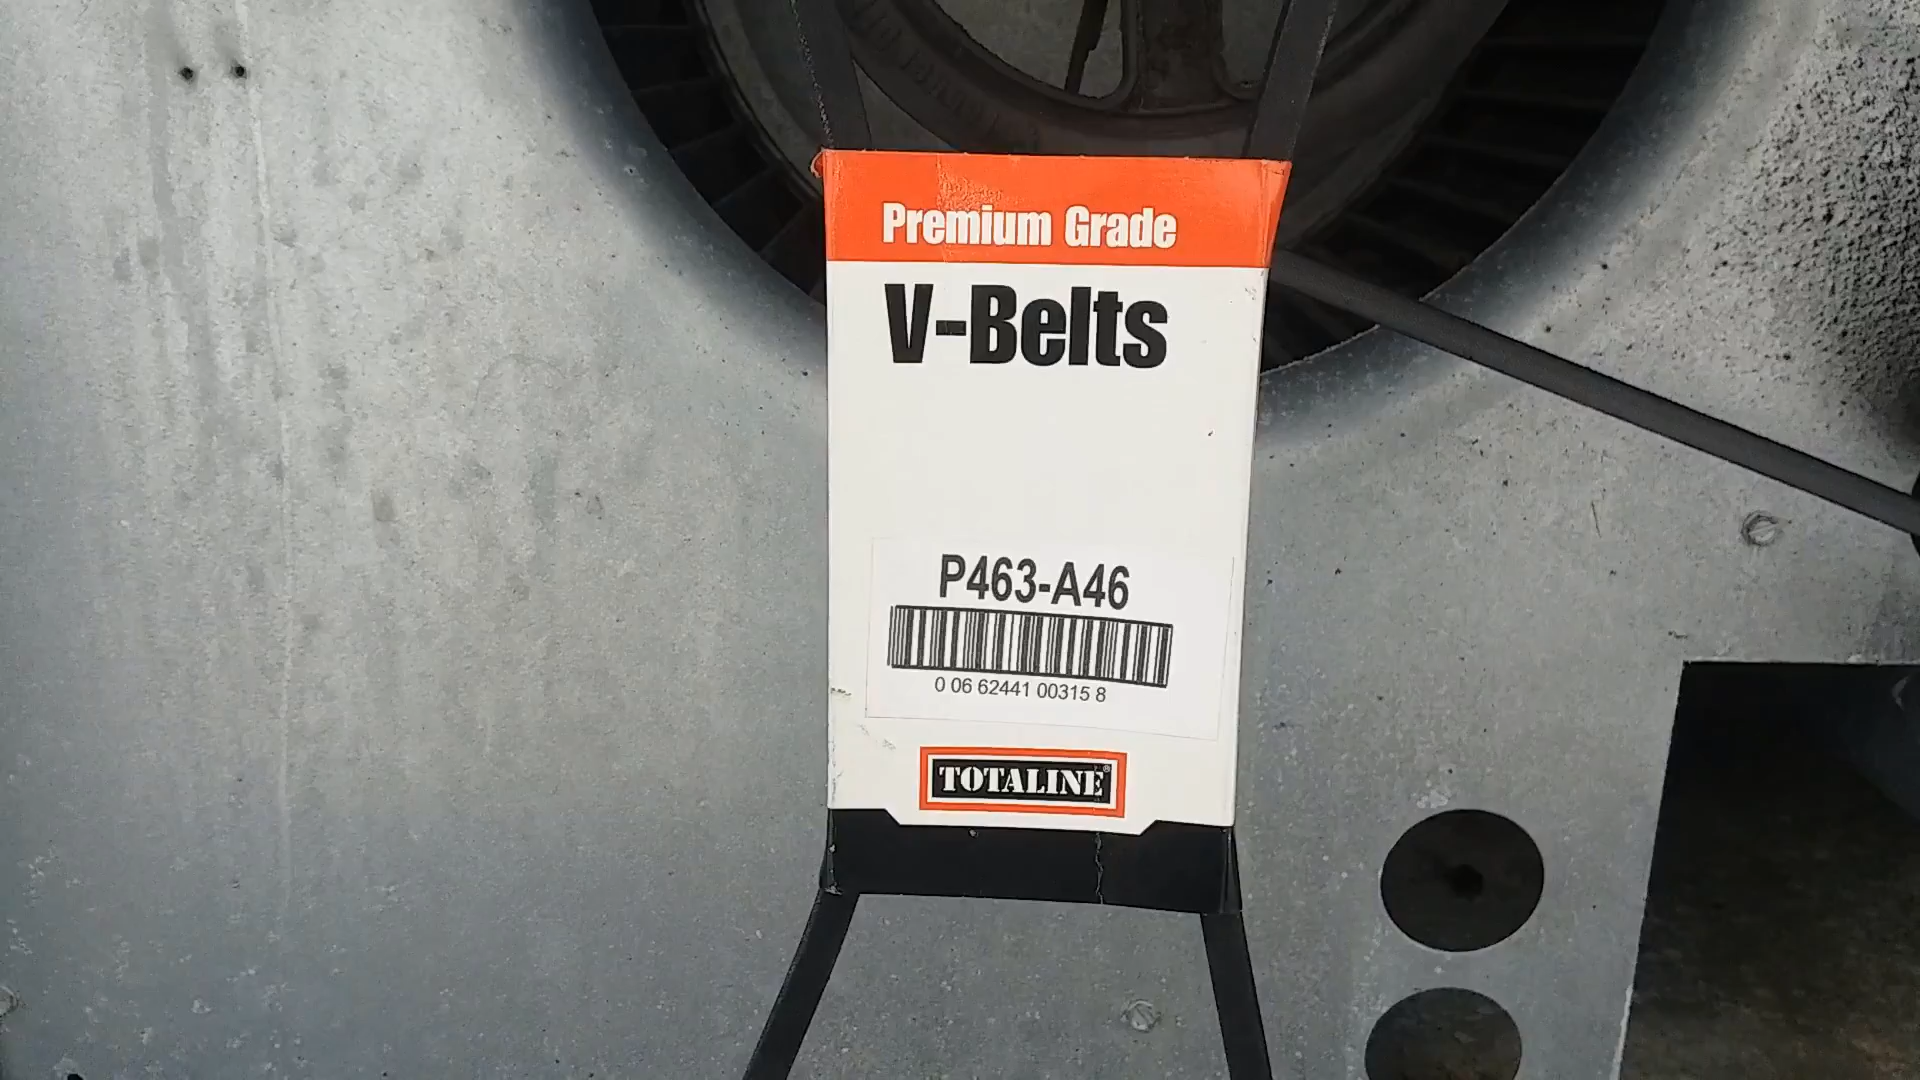 Premium Grade
V-Belts
P463-A46
0 06 62441 00315 8
TOTALINE®